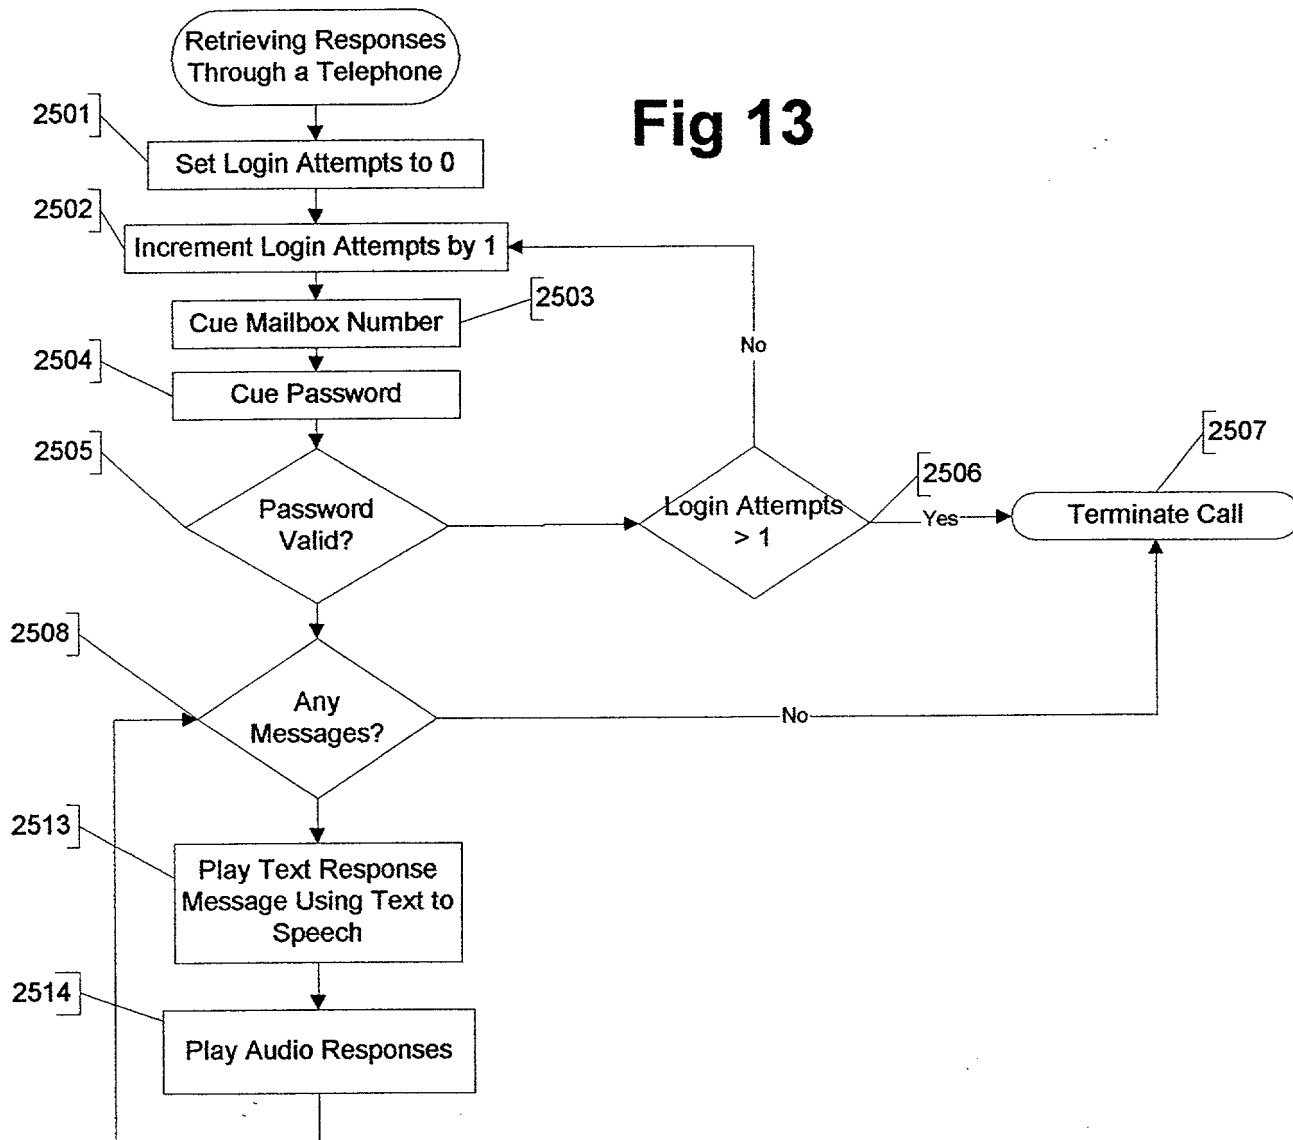 Retrieving Responses
Through a Telephone
Fig 13
2501
Set Login Attempts to 0
2502
Increment Login Attempts by 1
2503
Cue Mailbox Number
No
2504
Cue Password
2505
Password
Valid?
Login Attempts
> 1
2506
Yes
2507
Terminate Call
2508
Any
Messages?
No
2513
Play Text Response
Message Using Text to
Speech
2514
Play Audio Responses